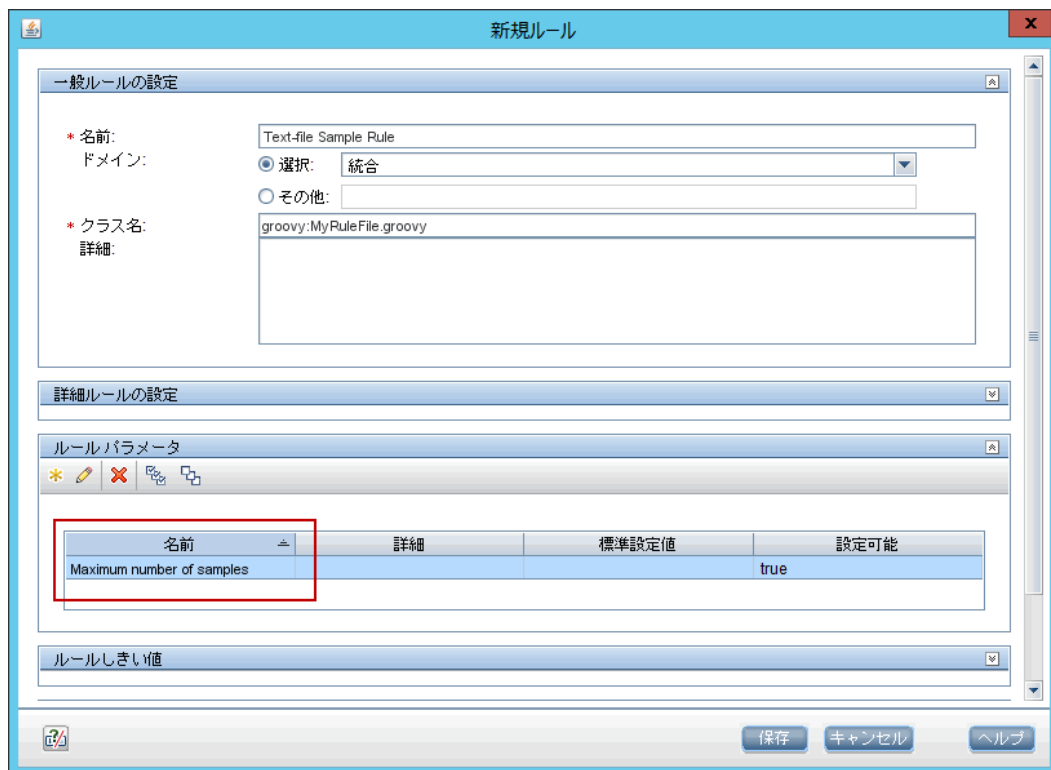 新規ルール
x
一般ルールの設定
* 名前: Text-file Sample Rule
ドメイン: 選択: 統合
その他:
* クラス名: groovy:MyRuleFile.groovy
詳細:
詳細ルールの設定
ルール パラメータ
名前 詳細 標準設定値 設定可能
Maximum number of samples true
ルールしきい値
保存 キャンセル ヘルプ